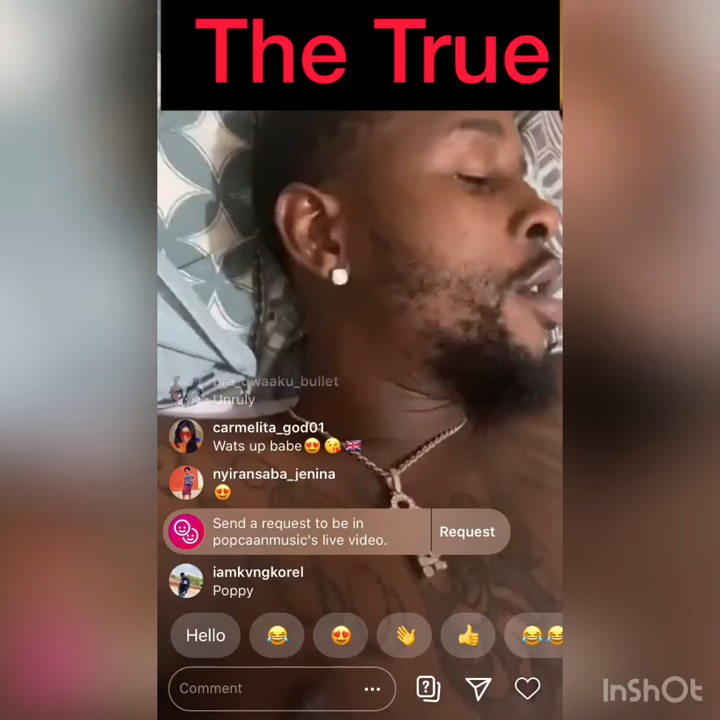 The True
Unruly
carmelita_god01
Wats up babe😍😘🇬🇧
nyiransaba_jenina
😍
Send a request to be in
popcaanmusic's live video.
Request
iamkvngkorel
Poppy
Hello
Comment
InShOt